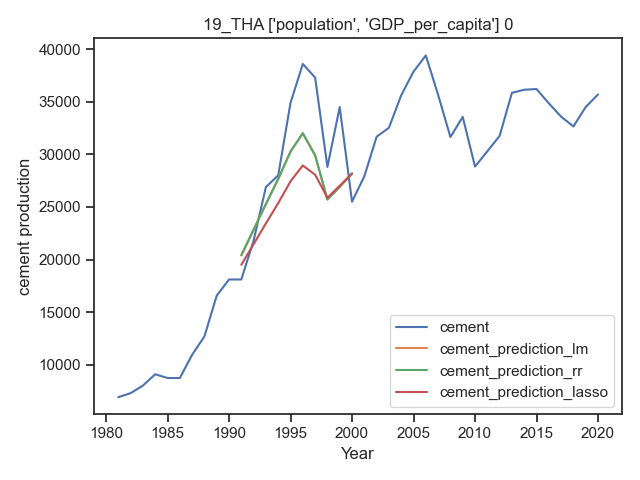 19_THA ['population', 'GDP_per_capita'] 0
40000
35000
30000
25000
20000
15000
10000
cement production
1980 1985 1990 1995 2000 2005 2010 2015 2020
Year
cement
cement_prediction_lm
cement_prediction_rr
cement_prediction_lasso